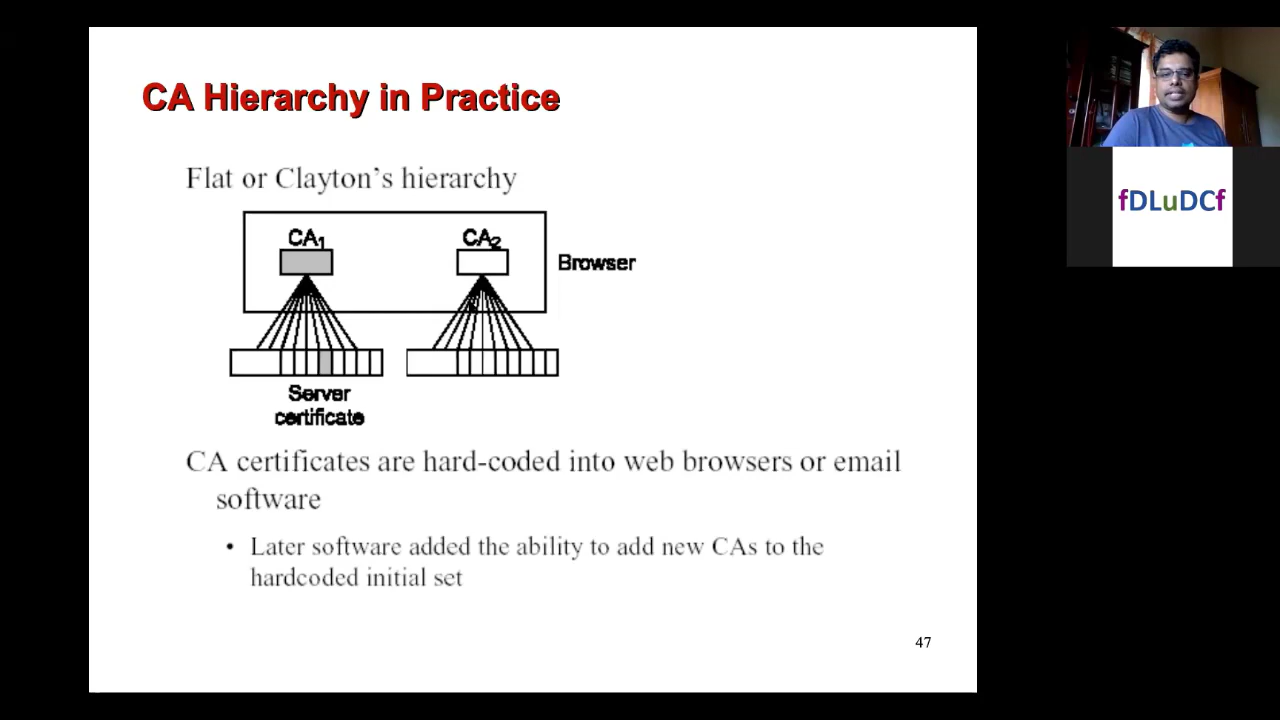 CA Hierarchy in Practice
Flat or Clayton's hierarchy
CA1
CA2
Browser
Server
certificate
CA certificates are hard-coded into web browsers or email
software
• Later software added the ability to add new CAs to the
hardcoded initial set
47
fDLuDCf